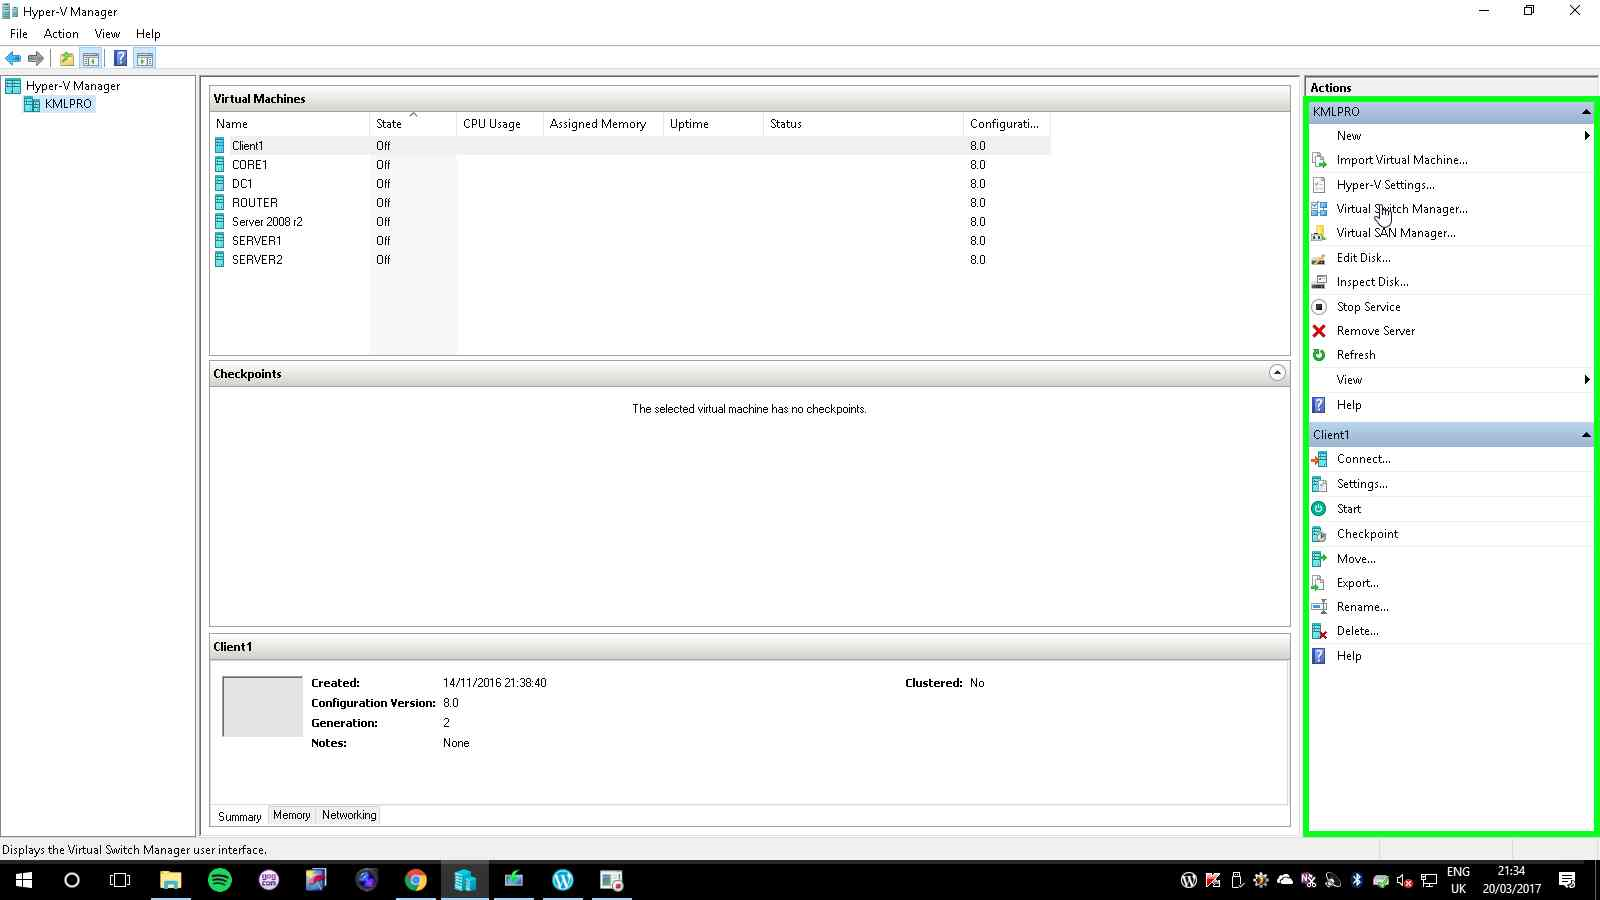 Hyper-V Manager
File Action View Help
Hyper-V Manager
KMLPRO
Virtual Machines
Name State CPU Usage Assigned Memory Uptime Status Configurati...
Client1 Off 8.0
CORE1 Off 8.0
DC1 Off 8.0
ROUTER Off 8.0
Server 2008 r2 Off 8.0
SERVER1 Off 8.0
SERVER2 Off 8.0
Checkpoints
The selected virtual machine has no checkpoints.
Client1
Created: 14/11/2016 21:38:40 Clustered: No
Configuration Version: 8.0
Generation: 2
Notes: None
Summary Memory Networking
Actions
KMLPRO
New
Import Virtual Machine...
Hyper-V Settings...
Virtual Switch Manager...
Virtual SAN Manager...
Edit Disk...
Inspect Disk...
Stop Service
Remove Server
Refresh
View
Help
Client1
Connect...
Settings...
Start
Checkpoint
Move...
Export...
Rename...
Delete...
Help
Displays the Virtual Switch Manager user interface.
ENG
UK
21:34
20/03/2017